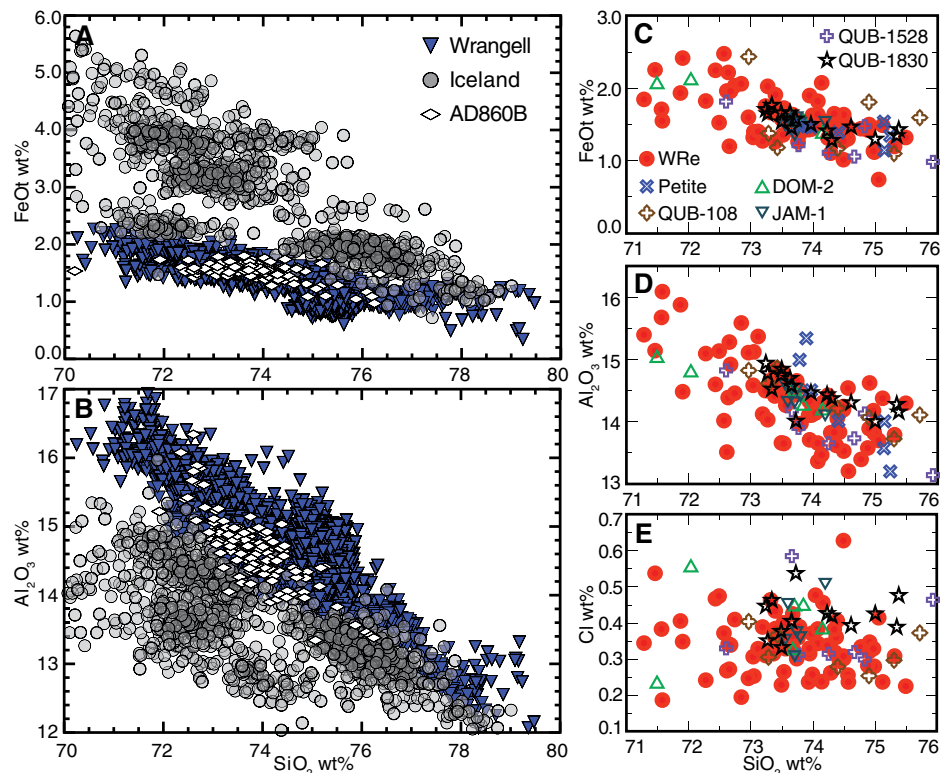 A
Wrangell
Iceland
AD860B
6.0
5.0
4.0
3.0
2.0
1.0
0.0
FeOt wt%
70 72 74 76 78 80
B
17
16
15
14
13
12
Al2O3 wt%
70 72 74 76 78 80
SiO2 wt%
C
QUB-1528
QUB-1830
WRe
Petite
QUB-108
DOM-2
JAM-1
3.0
2.0
1.0
0.0
FeOt wt%
71 72 73 74 75 76
D
16
15
14
13
Al2O3 wt%
71 72 73 74 75 76
E
0.7
0.6
0.5
0.4
0.3
0.2
0.1
Cl wt%
71 72 73 74 75 76
SiO2 wt%